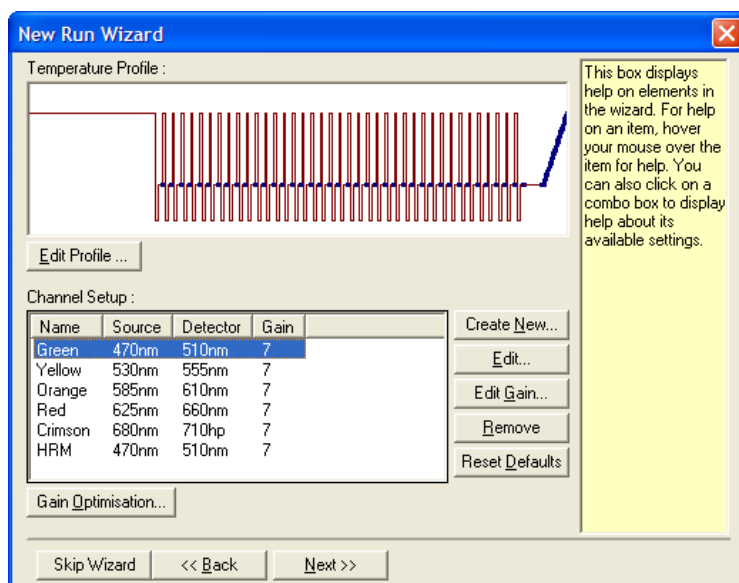 New Run Wizard
Temperature Profile :
This box displays
help on elements in
the wizard. For help
on an item, hover
your mouse over the
item for help. You
can also click on a
combo box to display
help about its
available settings.
Edit Profile ...
Channel Setup :
Name Source Detector Gain
Green 470nm 510nm 7
Yellow 530nm 555nm 7
Orange 585nm 610nm 7
Red 625nm 660nm 7
Crimson 680nm 710hp 7
HRM 470nm 510nm 7
Create New...
Edit...
Edit Gain...
Remove
Reset Defaults
Gain Optimisation...
Skip Wizard
<< Back
Next >>